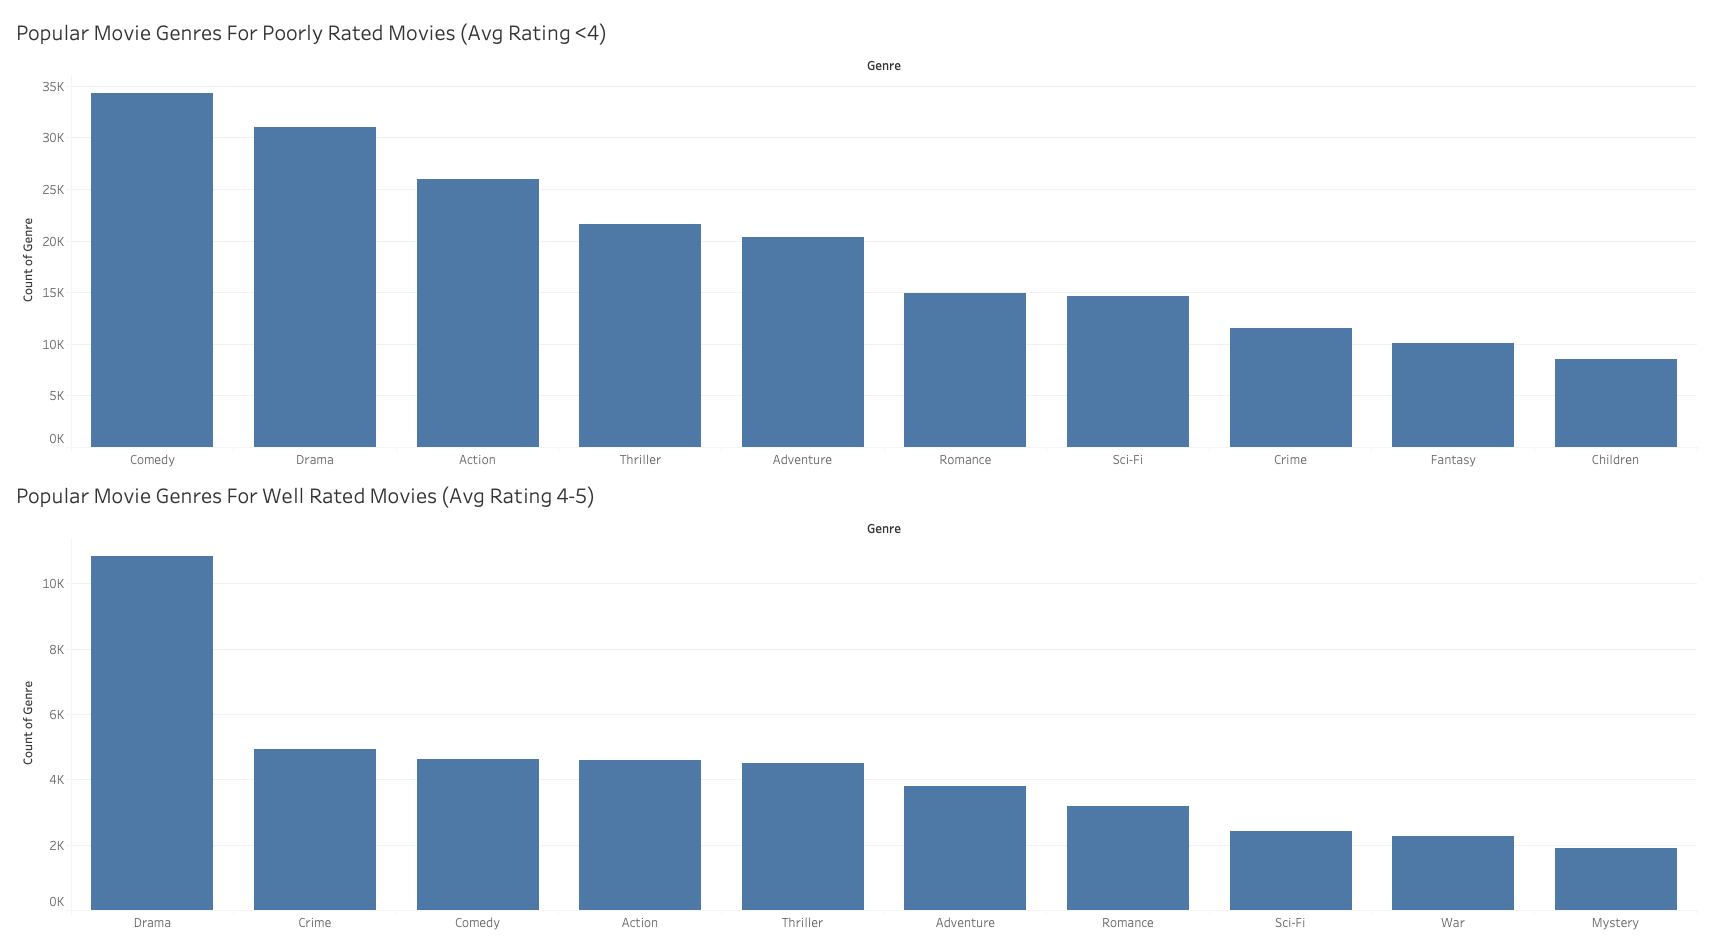 Popular Movie Genres For Poorly Rated Movies (Avg Rating <4)
Genre
35K
30K
25K
20K
15K
10K
5K
0K
Count of Genre
Comedy Drama Action Thriller Adventure Romance Sci-Fi Crime Fantasy Children
Popular Movie Genres For Well Rated Movies (Avg Rating 4-5)
Genre
10K
8K
6K
4K
2K
0K
Count of Genre
Drama Crime Comedy Action Thriller Adventure Romance Sci-Fi War Mystery